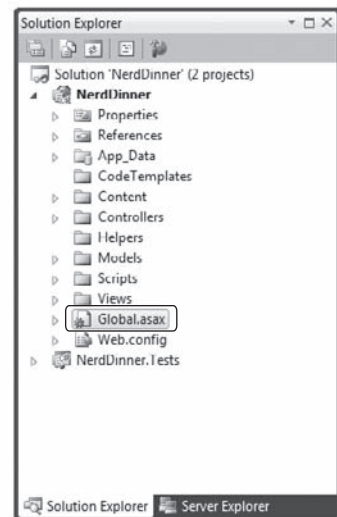 Solution Explorer
Solution 'NerdDinner' (2 projects)
NerdDinner
Properties
References
App_Data
CodeTemplates
Content
Controllers
Helpers
Models
Scripts
Views
Global.asax
Web.config
NerdDinner.Tests
Solution Explorer Server Explorer